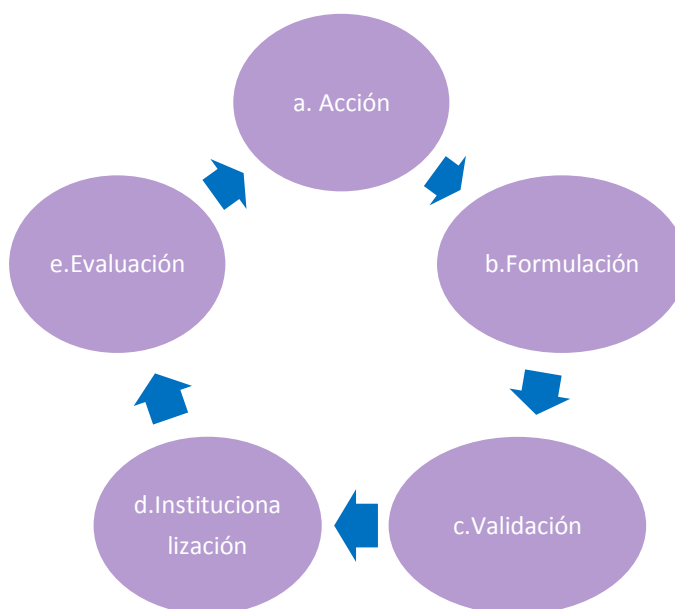 a. Acción
b.Formulación
c.Validación
d.Instituciona
lización
e.Evaluación